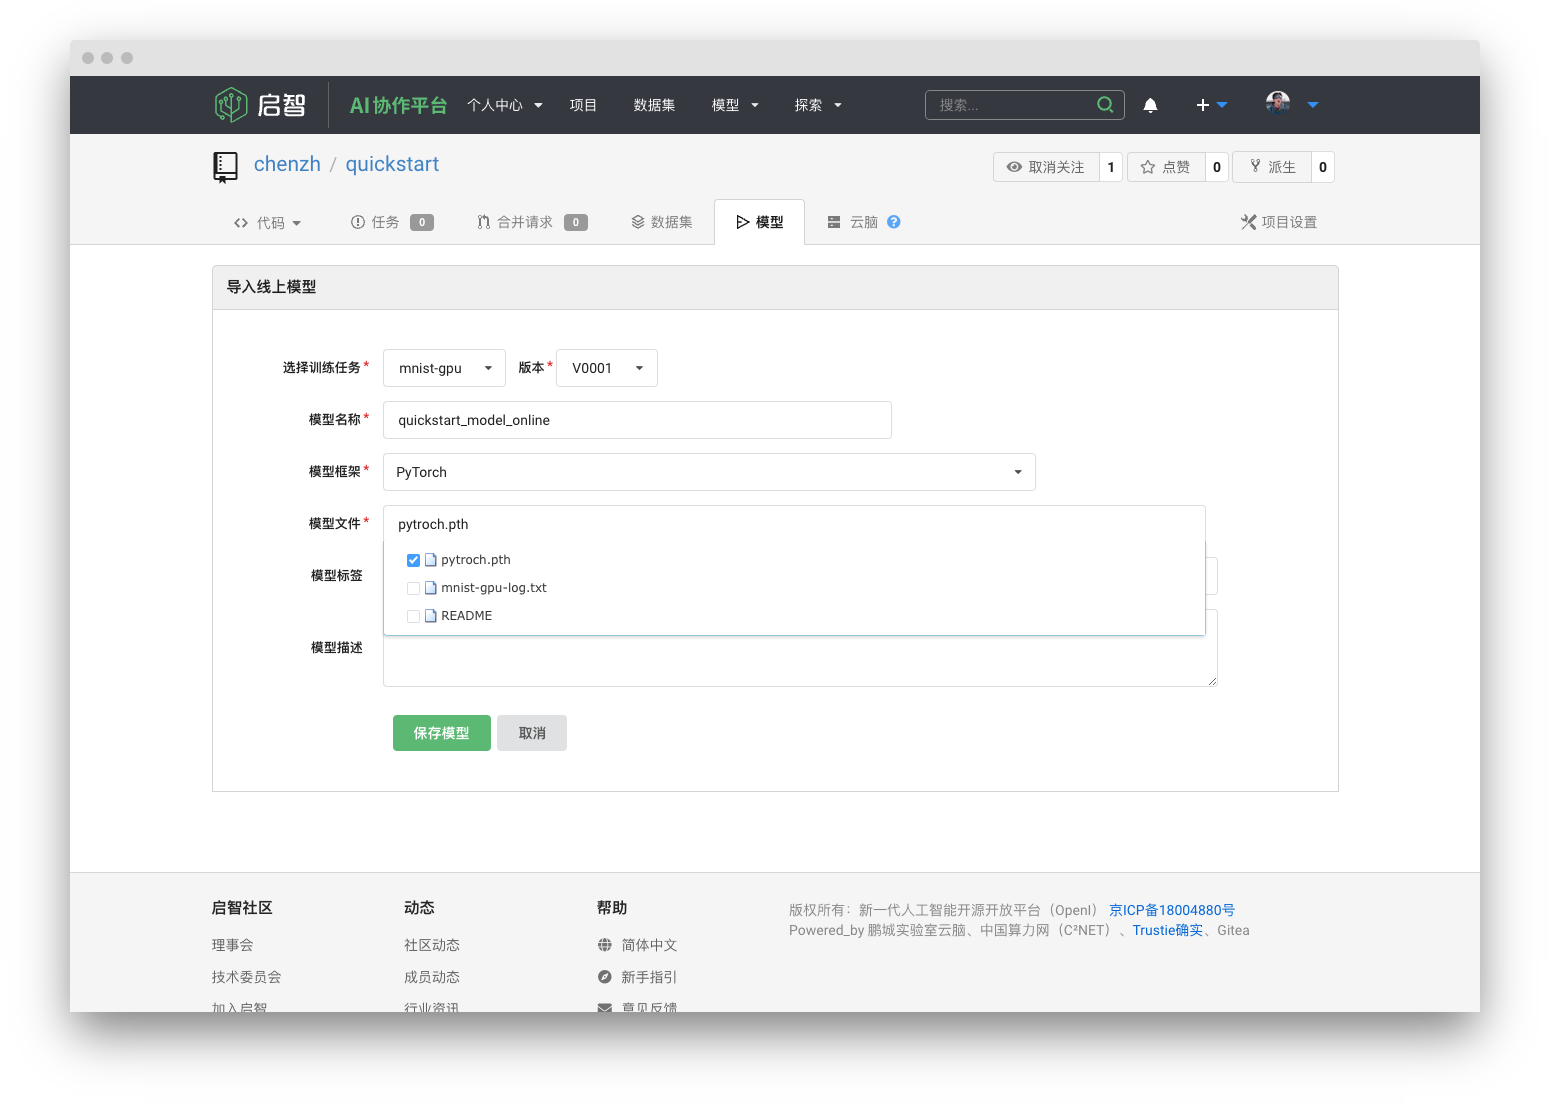 启智 AI协作平台 个人中心 项目 数据集 模型 探索 搜索...
chenzh / quickstart 取消关注 1 点赞 0 派生 0
代码 任务 0 合并请求 0 数据集 模型 云脑 ? 项目设置
导入线上模型
选择训练任务* mnist-gpu 版本* V0001
模型名称* quickstart_model_online
模型框架* PyTorch
模型文件* pytroch.pth
pytroch.pth
模型标签
mnist-gpu-log.txt
README
模型描述
保存模型 取消
启智社区 动态 帮助
版权所有：新一代人工智能开源开放平台（OpenI） 京ICP备18004880号
Powered_by 鹏城实验室云脑、中国算力网（C²NET）、Trustie确实、Gitea
理事会 社区动态 简体中文
技术委员会 成员动态 新手指引
加入启智 行业资讯 意见反馈